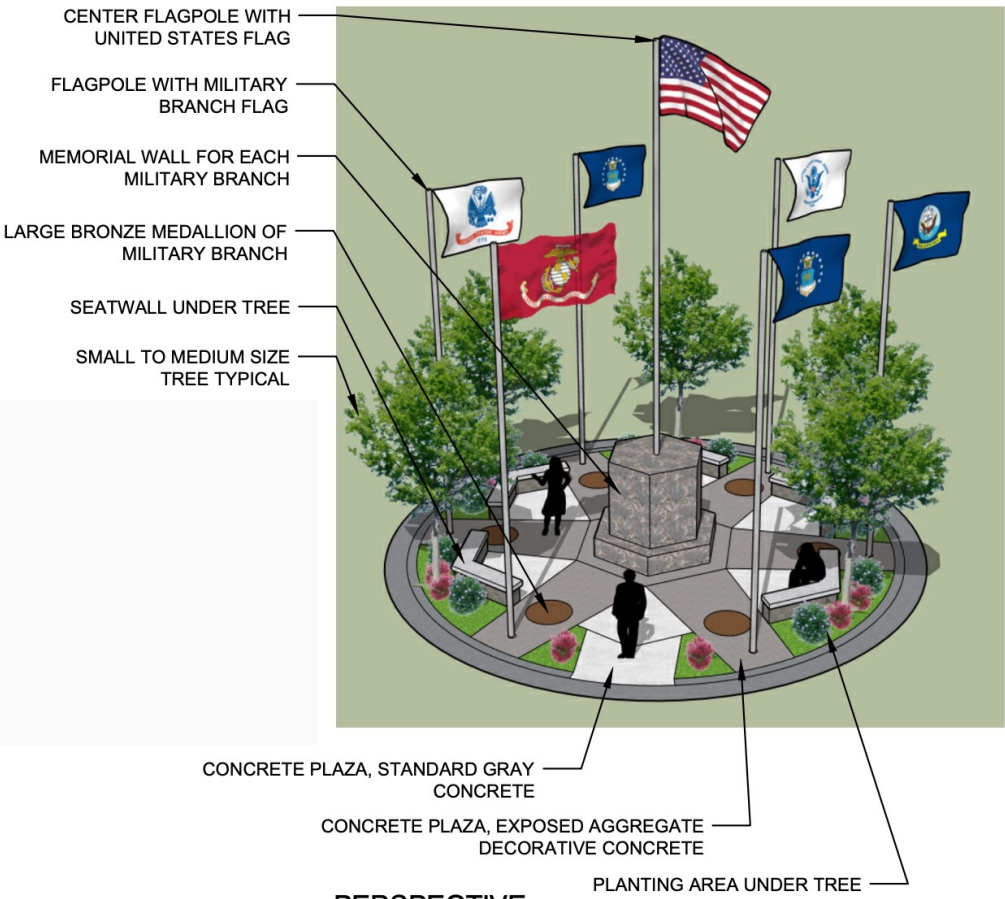 CENTER FLAGPOLE WITH
UNITED STATES FLAG
FLAGPOLE WITH MILITARY
BRANCH FLAG
MEMORIAL WALL FOR EACH
MILITARY BRANCH
LARGE BRONZE MEDALLION OF
MILITARY BRANCH
SEATWALL UNDER TREE
SMALL TO MEDIUM SIZE
TREE TYPICAL
CONCRETE PLAZA, STANDARD GRAY
CONCRETE
CONCRETE PLAZA, EXPOSED AGGREGATE
DECORATIVE CONCRETE
PLANTING AREA UNDER TREE
PERSPECTIVE